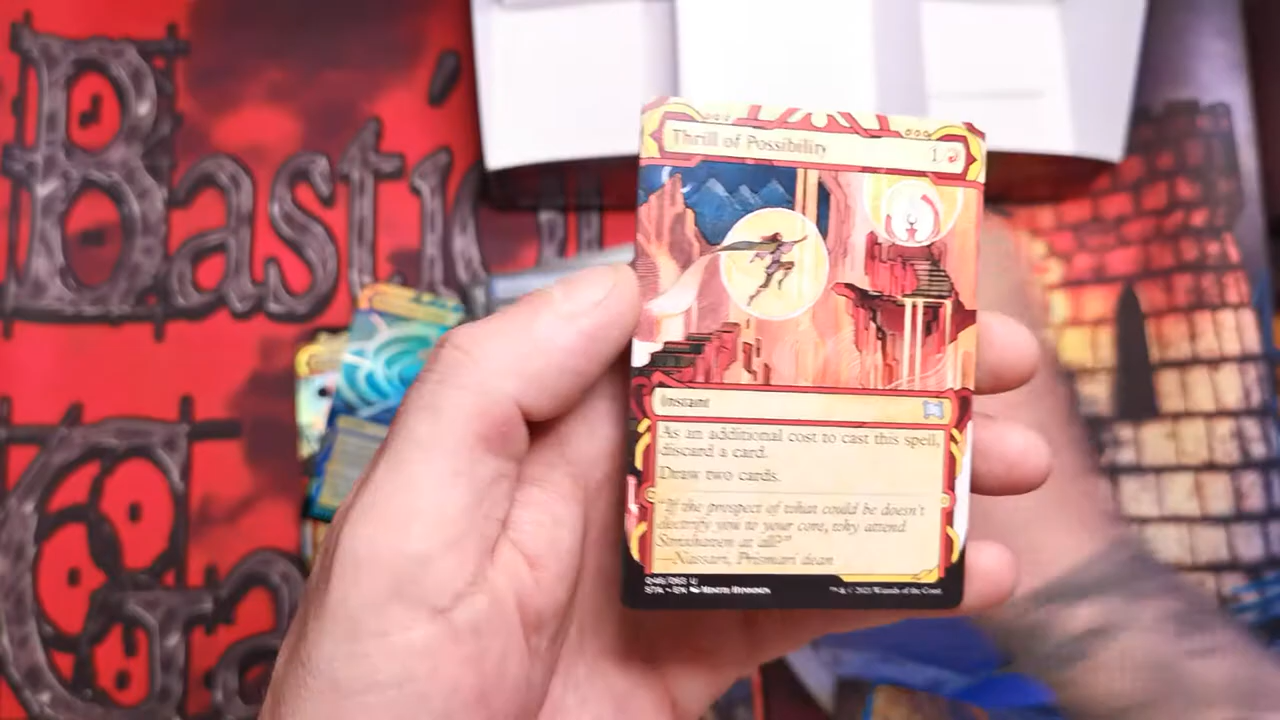 Bastión
Ga
Thrill of Possibility
1
Instant
As an additional cost to cast this spell,
discard a card.
Draw two cards.
"If the prospect of what could be doesn't
electrify you to your core, why attend
Strixhaven at all?"
—Nassari, Prismari dean
STA • EN
™ & © 2021 Wizards of the Coast